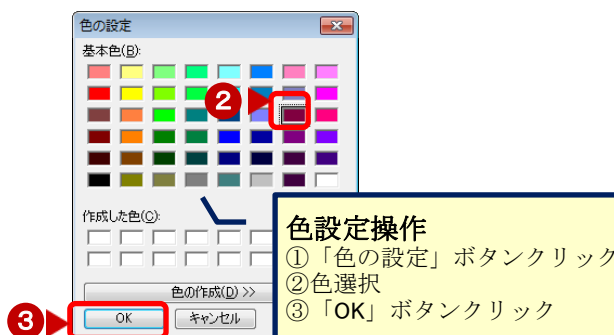 色の設定
基本色(B):
2
作成した色(C):
色の作成(D) >>
3
OK
キャンセル
色設定操作
①「色の設定」ボタンクリック
②色選択
③「OK」ボタンクリック